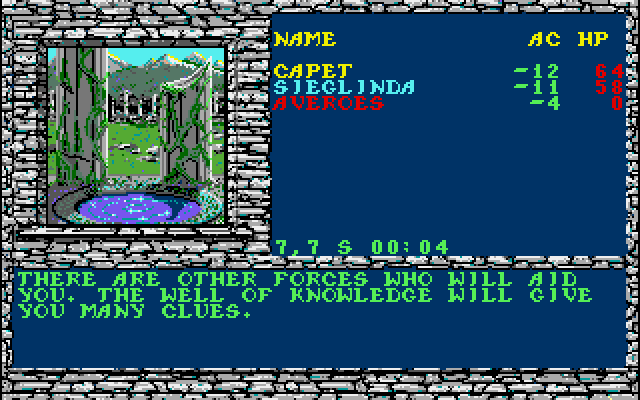 NAME AC HP
CAPET -12 64
SIEGLINDA -11 58
AVEROES -4 0
7,7 S 00:04
THERE ARE OTHER FORCES WHO WILL AID
YOU. THE WELL OF KNOWLEDGE WILL GIVE
YOU MANY CLUES.